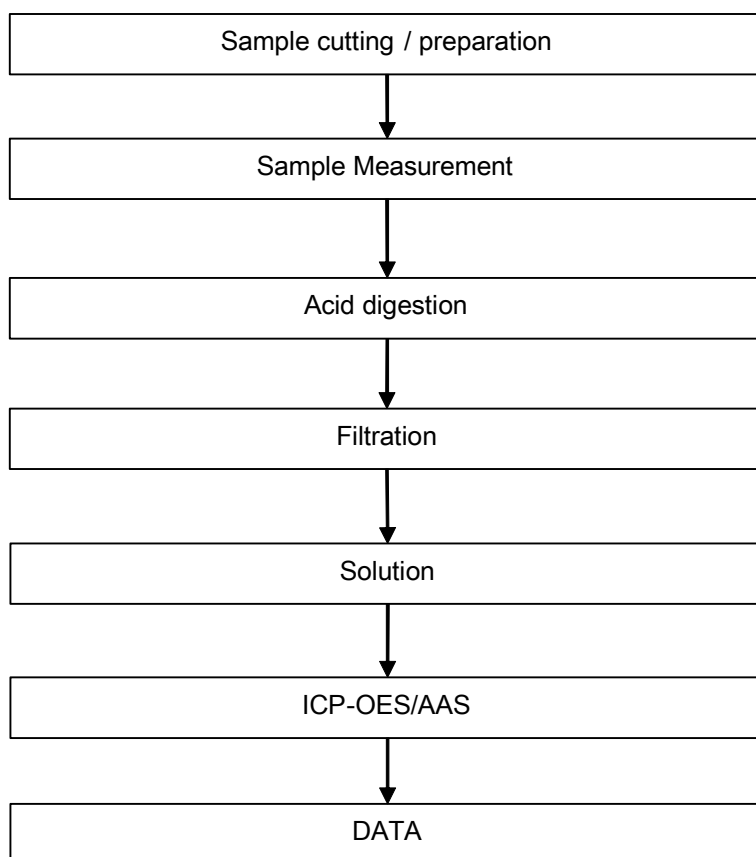 Sample cutting / preparation
Sample Measurement
Acid digestion
Filtration
Solution
ICP-OES/AAS
DATA